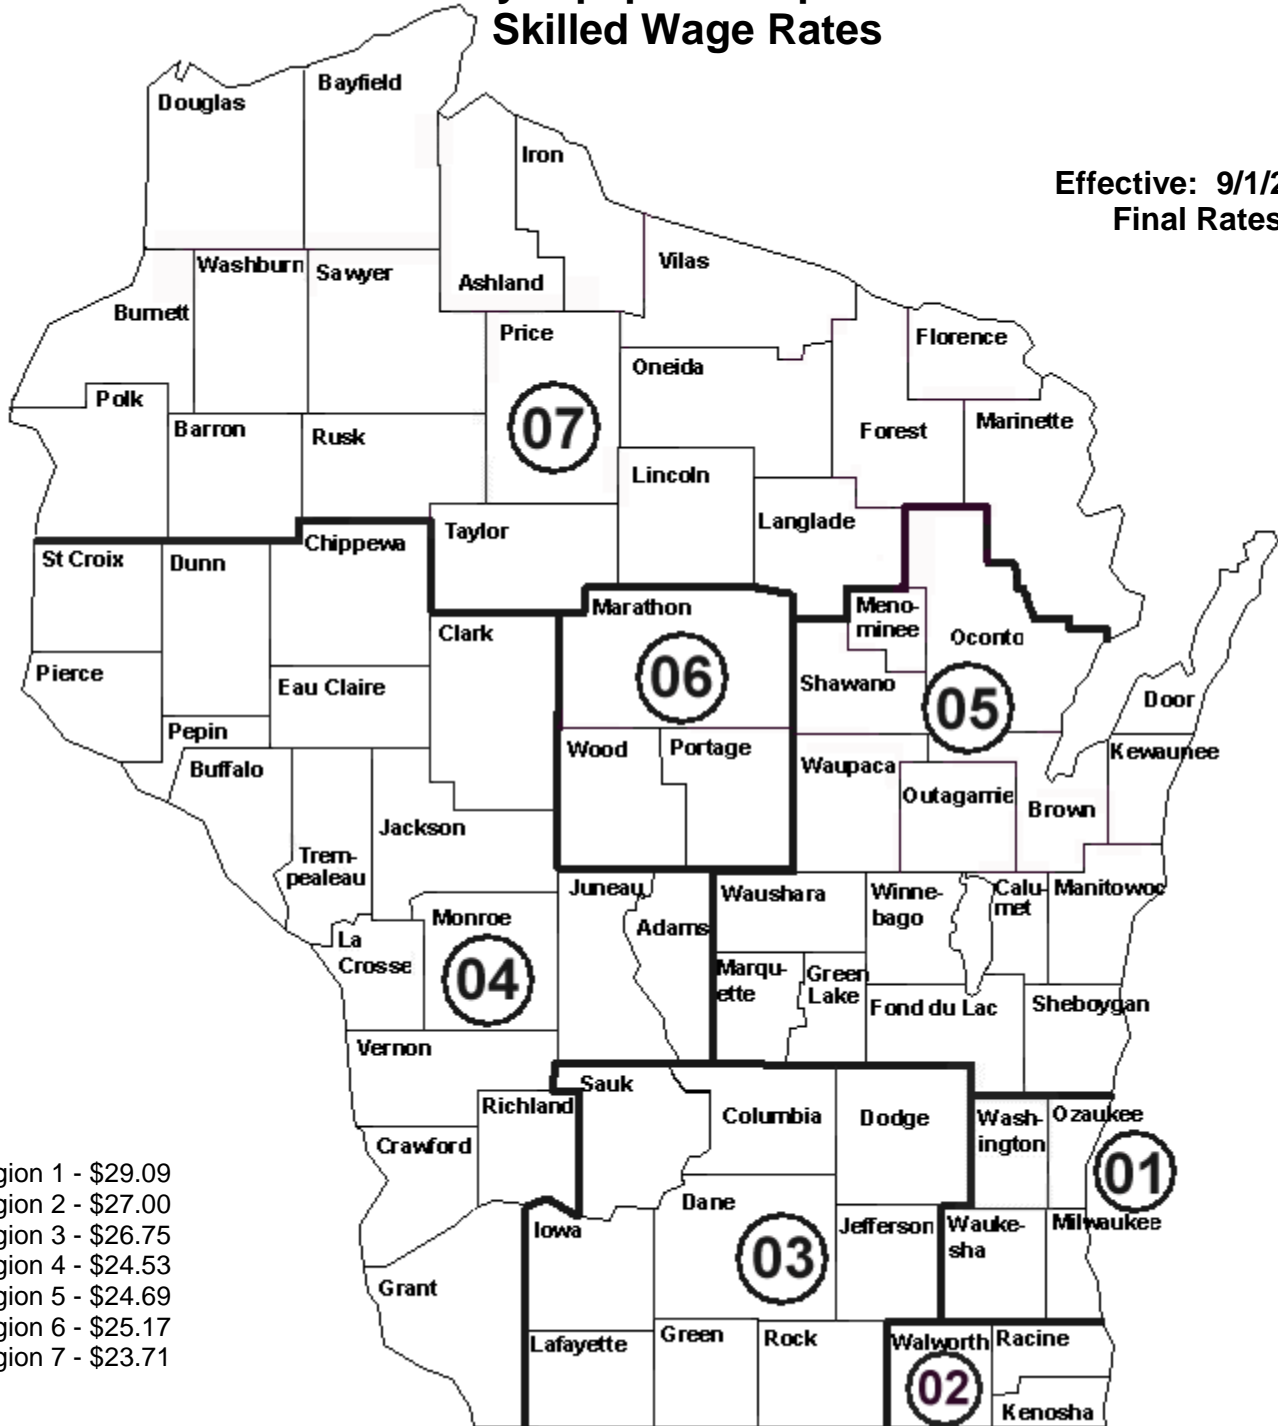 Skilled Wage Rates
Bayfield
Douglas
Iron
Effective: 9/1/2
Final Rates
Washburn
Sawyer
Vilas
Ashland
Burnett
Price
Florence
Oneida
Polk
Barron
Rusk
07
Forest
Marinette
Lincoln
Langlade
Taylor
Chippewa
St Croix
Dunn
Marathon
Meno-
minee
Oconto
Clark
06
Pierce
Eau Claire
Shawano
05
Door
Pepin
Wood
Portage
Waupaca
Kewaunee
Buffalo
Outagamie
Brown
Jackson
Trem-
pealeau
Juneau
Waushara
Winne-
bago
Calu-
met
Manitowoc
Monroe
Adams
La
Crosse
04
Marqu-
ette
Green
Lake
Fond du Lac
Sheboygan
Vernon
Sauk
Richland
Columbia
Dodge
Wash-
ington
Ozaukee
Crawford
01
gion 1 - $29.09
gion 2 - $27.00
gion 3 - $26.75
gion 4 - $24.53
gion 5 - $24.69
gion 6 - $25.17
gion 7 - $23.71
Dane
Iowa
Jefferson
Wauke-
sha
Milwaukee
03
Grant
Lafayette
Green
Rock
Walworth
Racine
02
Kenosha